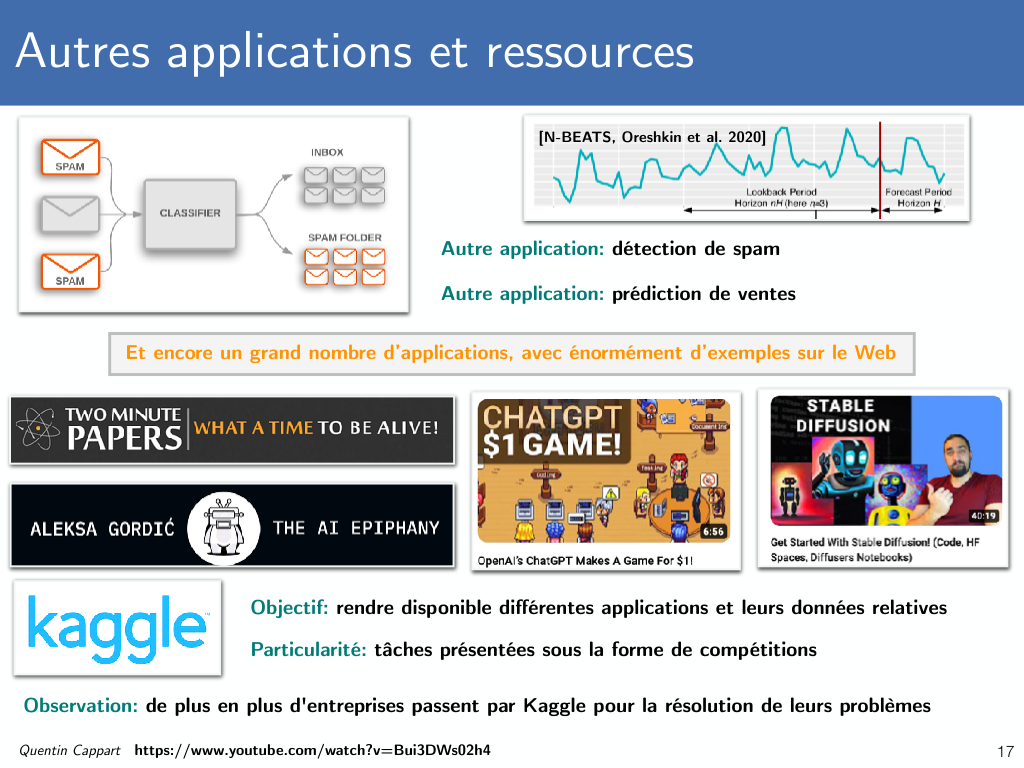 Autres applications et ressources
SPAM
SPAM
CLASSIFIER
INBOX
SPAM FOLDER
[N-BEATS, Oreshkin et al. 2020]
Lookback Period
Horizon nH (here n=3)
Forecast Period
Horizon H
Autre application: détection de spam
Autre application: prédiction de ventes
Et encore un grand nombre d'applications, avec énormément d'exemples sur le Web
TWO MINUTE
PAPERS
WHAT A TIME TO BE ALIVE!
ALEKSA GORDIĆ
THE AI EPIPHANY
CHATGPT
$1 GAME!
Document ing
Testing
Coding
6:56
OpenAI's ChatGPT Makes A Game For $1!
STABLE
DIFFUSION
40:19
Get Started With Stable Diffusion! (Code, HF
Spaces, Diffusers Notebooks)
kaggle
Objectif: rendre disponible différentes applications et leurs données relatives
Particularité: tâches présentées sous la forme de compétitions
Observation: de plus en plus d'entreprises passent par Kaggle pour la résolution de leurs problèmes
Quentin Cappart https://www.youtube.com/watch?v=Bui3DWs02h4
17